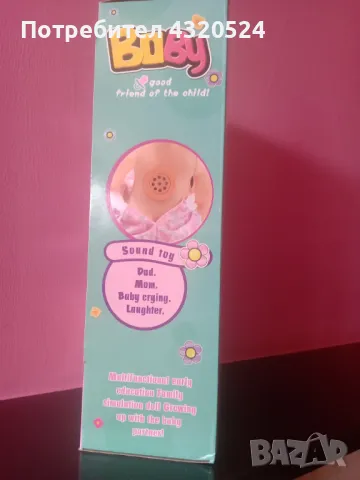 Потребител 4320524
Baby
good
friend of the child!
Sound toy
Dad.
Mum.
Baby crying.
Laughter.
Multifunctional early
education Family
simulation doll Growing
up with the baby
partner!
BAZAR